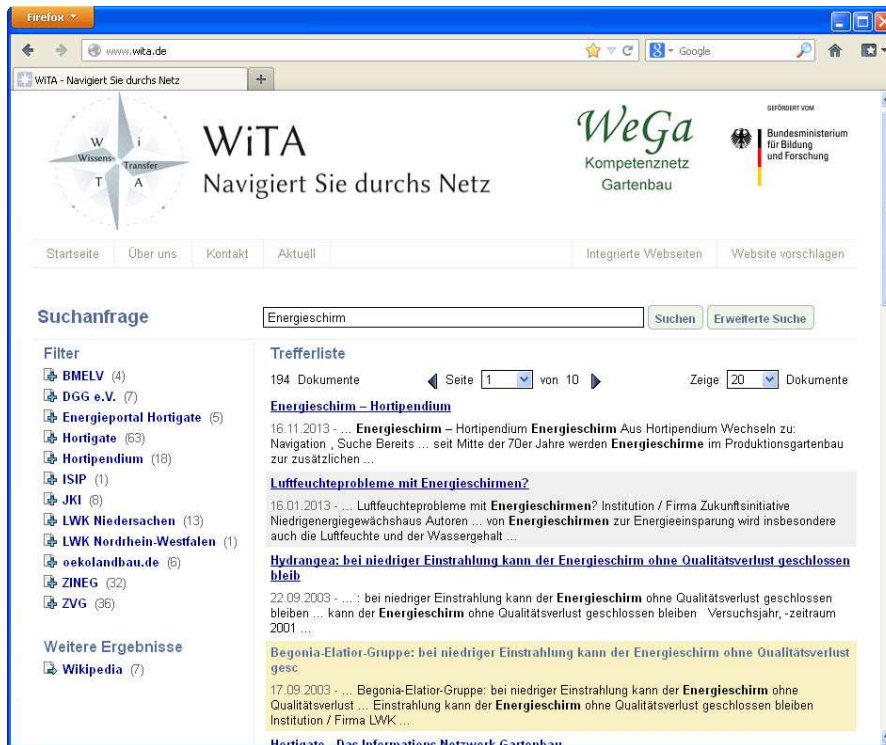 Firefox
www.wita.de
Google
WiTA - Navigiert Sie durchs Netz
W i
Wissens Transfer
T A
WiTA
Navigiert Sie durchs Netz
WeGa
Kompetenznetz
Gartenbau
GEFÖRDERT VOM
Bundesministerium
für Bildung
und Forschung
Startseite Über uns Kontakt Aktuell Integrierte Webseiten Website vorschlagen
Suchanfrage
Energieschirm
Suchen Erweiterte Suche
Filter
BMELV (4)
DGG e.V. (7)
Energieportal Hortigate (5)
Hortigate (63)
Hortipendium (18)
ISIP (1)
JKI (8)
LWK Niedersachen (13)
LWK Nordrhein-Westfalen (1)
oekolandbau.de (6)
ZINEG (32)
ZVG (36)
Weitere Ergebnisse
Wikipedia (7)
Trefferliste
194 Dokumente Seite 1 von 10 Zeige 20 Dokumente
Energieschirm – Hortipendium
16.11.2013 - ... Energieschirm – Hortipendium Energieschirm Aus Hortipendium Wechseln zu:
Navigation , Suche Bereits ... seit Mitte der 70er Jahre werden Energieschirme im Produktionsgartenbau
zur zusätzlichen ...
Luftfeuchteprobleme mit Energieschirmen?
16.01.2013 - ... Luftfeuchteprobleme mit Energieschirmen? Institution / Firma Zukunftsinitiative
Niedrigenergiegewächshaus Autoren ... von Energieschirmen zur Energieeinsparung wird insbesondere
auch die Luftfeuchte und der Wassergehalt ...
Hydrangea: bei niedriger Einstrahlung kann der Energieschirm ohne Qualitätsverlust geschlossen
bleib
22.09.2003 - ... : bei niedriger Einstrahlung kann der Energieschirm ohne Qualitätsverlust geschlossen
bleiben ... kann der Energieschirm ohne Qualitätsverlust geschlossen bleiben Versuchsjahr, -zeitraum
2001 ...
Begonia-Elatior-Gruppe: bei niedriger Einstrahlung kann der Energieschirm ohne Qualitätsverlust
gesc
17.09.2003 - ... Begonia-Elatior-Gruppe: bei niedriger Einstrahlung kann der Energieschirm ohne
Qualitätsverlust ... Einstrahlung kann der Energieschirm ohne Qualitätsverlust geschlossen bleiben
Institution / Firma LWK ...
Hortigate - Das Informations Netzwerk Gartenbau